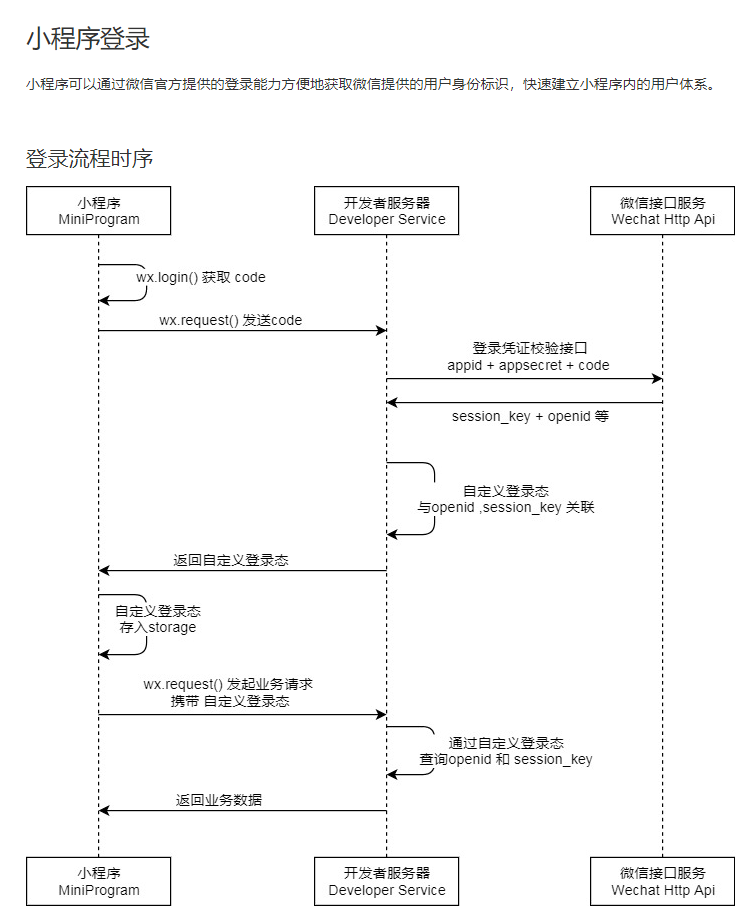 小程序登录
小程序可以通过微信官方提供的登录能力方便地获取微信提供的用户身份标识，快速建立小程序内的用户体系。
登录流程时序
小程序
MiniProgram
开发者服务器
Developer Service
微信接口服务
Wechat Http Api
wx.login() 获取 code
wx.request() 发送code
登录凭证校验接口
appid + appsecret + code
session_key + openid 等
自定义登录态
与openid ,session_key 关联
返回自定义登录态
自定义登录态
存入storage
wx.request() 发起业务请求
携带 自定义登录态
通过自定义登录态
查询openid 和 session_key
返回业务数据
小程序
MiniProgram
开发者服务器
Developer Service
微信接口服务
Wechat Http Api